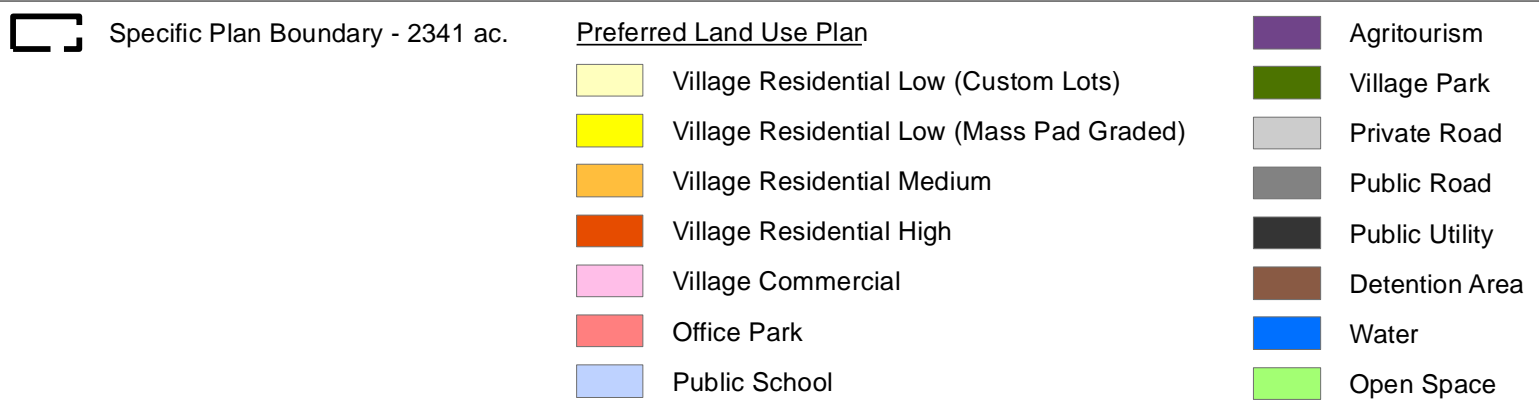 Specific Plan Boundary - 2341 ac.
Preferred Land Use Plan
Village Residential Low (Custom Lots)
Village Residential Low (Mass Pad Graded)
Village Residential Medium
Village Residential High
Village Commercial
Office Park
Public School
Agritourism
Village Park
Private Road
Public Road
Public Utility
Detention Area
Water
Open Space